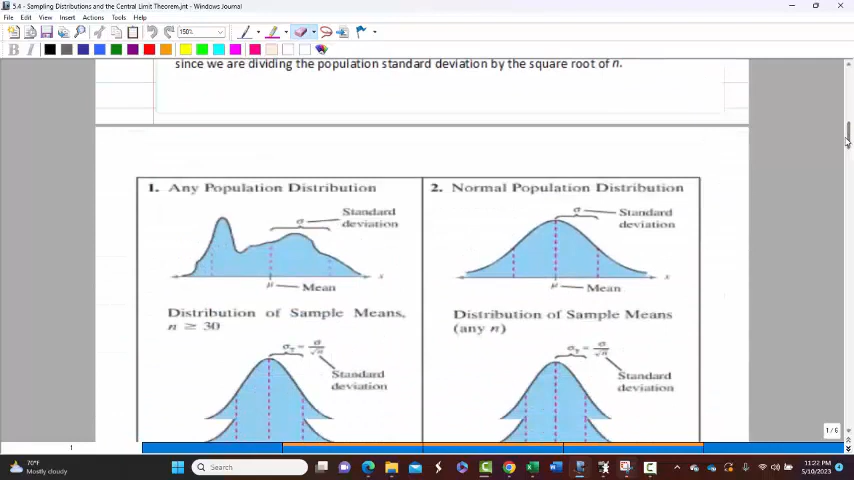 5.4 - Sampling Distributions and the Central Limit Theorem.jnt - Windows Journal
File Edit View Insert Actions Tools Help
150%
B I
since we are dividing the population standard deviation by the square root of n.
1. Any Population Distribution
σ
Standard
deviation
x
μ
Mean
Distribution of Sample Means,
n ≥ 30
σx̄ = σ/√n
Standard
deviation
2. Normal Population Distribution
σ
Standard
deviation
x
μ
Mean
Distribution of Sample Means
(any n)
σx̄ = σ/√n
Standard
deviation
1 / 6
1
70°F
Mostly cloudy
Search
11:22 PM
5/10/2023